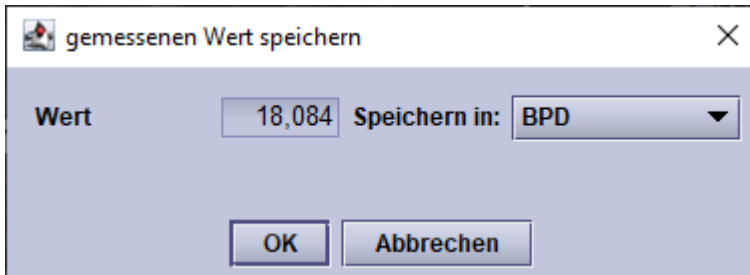 gemessenen Wert speichern
Wert 18,084 Speichern in: BPD
OK Abbrechen